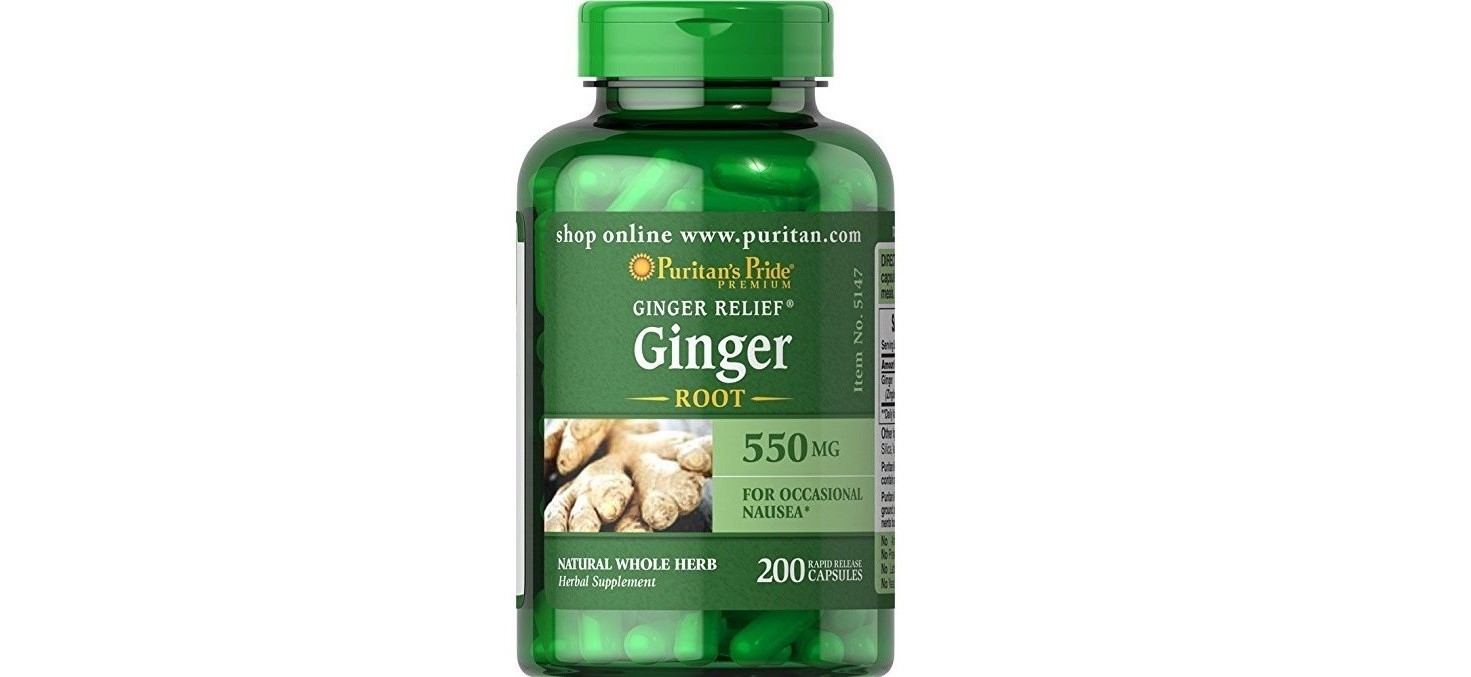 shop online www.puritan.com
Puritan's Pride®
PREMIUM
GINGER RELIEF®
Ginger
ROOT
550 MG
FOR OCCASIONAL
NAUSEA*
NATURAL WHOLE HERB
Herbal Supplement
200 RAPID RELEASE
CAPSULES
Item No. 5147